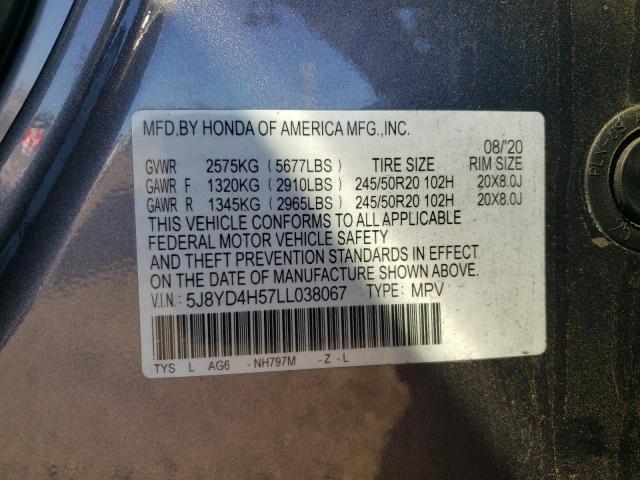 MFD.BY HONDA OF AMERICA MFG.,INC.
08/'20
GVWR 2575KG (5677LBS) TIRE SIZE RIM SIZE
GAWR F 1320KG (2910LBS) 245/50R20 102H 20X8.0J
GAWR R 1345KG (2965LBS) 245/50R20 102H 20X8.0J
THIS VEHICLE CONFORMS TO ALL APPLICABLE
FEDERAL MOTOR VEHICLE SAFETY
AND THEFT PREVENTION STANDARDS IN EFFECT
ON THE DATE OF MANUFACTURE SHOWN ABOVE.
V.I.N.: 5J8YD4H57LL038067 TYPE: MPV
TYS L AG6 -NH797M -Z-L